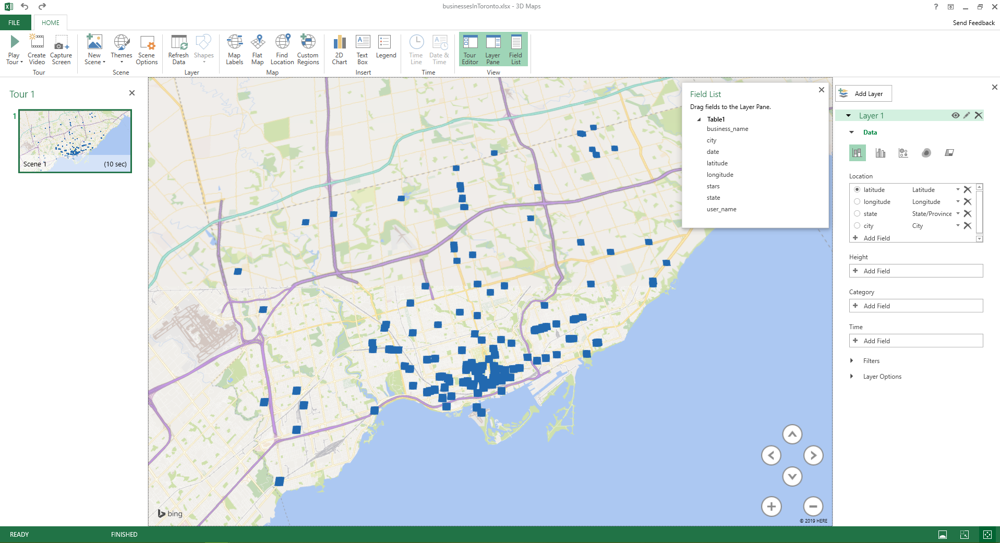 businessesInToronto.xlsx - 3D Maps
?
FILE
HOME
Send Feedback
Play Tour
Create Video
Capture Screen
New Scene
Themes
Scene Options
Refresh Data
Shapes
Map Labels
Flat Map
Find Location
Custom Regions
2D Chart
Text Box
Legend
Time Line
Date & Time
Tour Editor
Layer Pane
Field List
Tour
Scene
Layer
Map
Insert
Time
View
Tour 1
1
Scene 1
(10 sec)
Field List
Drag fields to the Layer Pane.
Table1
business_name
city
date
latitude
longitude
stars
state
user_name
bing
© 2019 HERE
Add Layer
Layer 1
Data
Location
latitude Latitude
longitude Longitude
state State/Province
city City
Add Field
Height
Add Field
Category
Add Field
Time
Add Field
Filters
Layer Options
READY
FINISHED